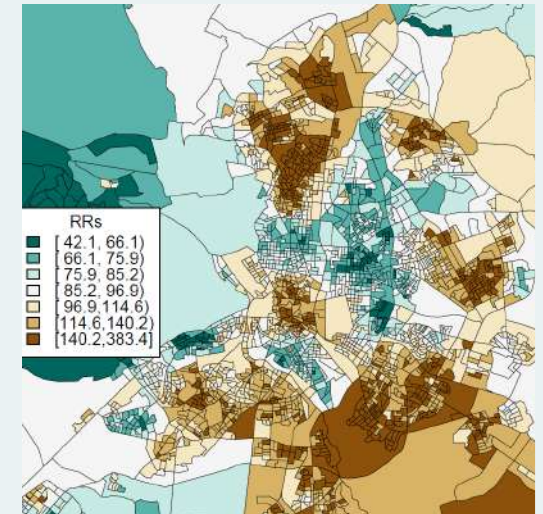 RRs
[ 42.1, 66.1)
[ 66.1, 75.9)
[ 75.9, 85.2)
[ 85.2, 96.9)
[ 96.9,114.6)
[114.6,140.2)
[140.2,383.4]